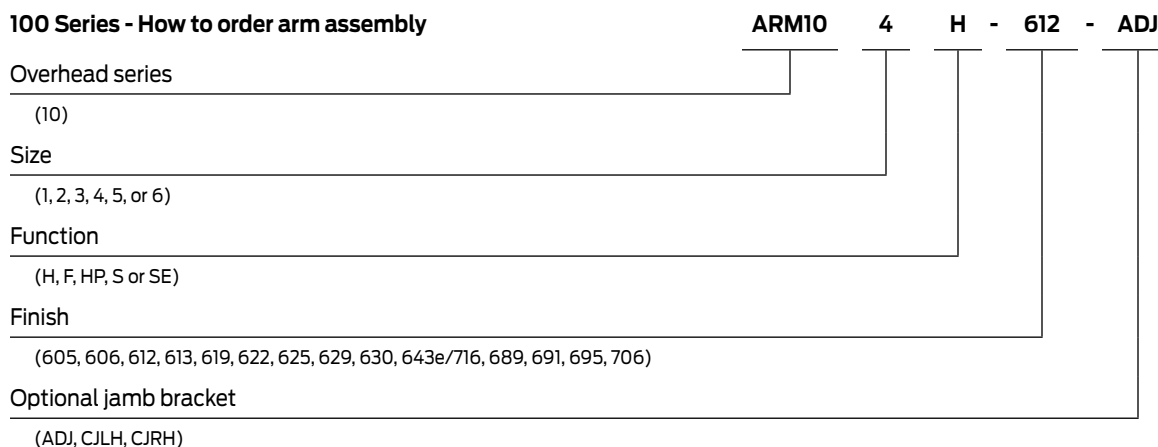 100 Series - How to order arm assembly ARM10 4 H - 612 - ADJ
Overhead series
(10)
Size
(1, 2, 3, 4, 5, or 6)
Function
(H, F, HP, S or SE)
Finish
(605, 606, 612, 613, 619, 622, 625, 629, 630, 643e/716, 689, 691, 695, 706)
Optional jamb bracket
(ADJ, CJLH, CJRH)